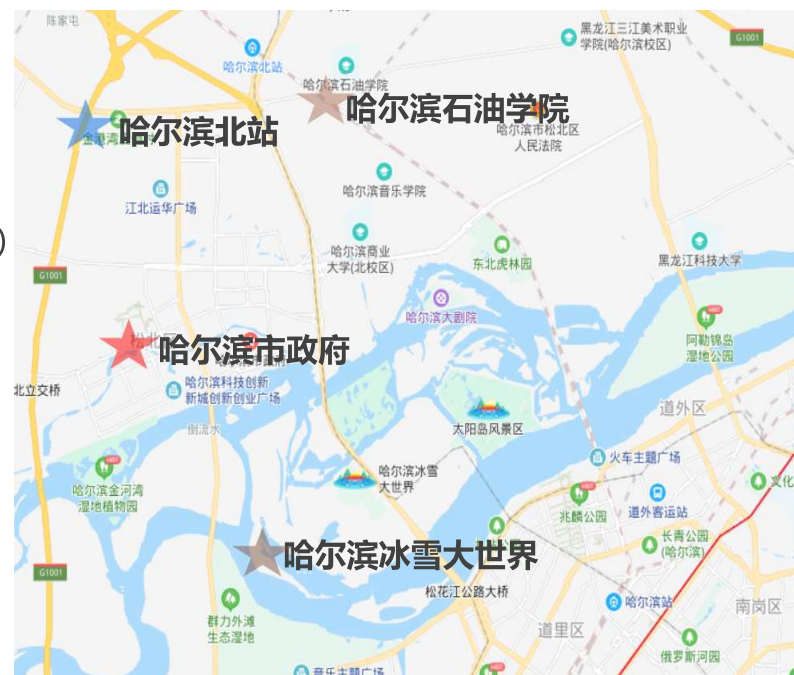 陈家屯
黑龙江三江美术职业
学院(哈尔滨校区)
G1001
哈尔滨北站
哈尔滨石油学院
哈尔滨石油学院
哈尔滨北站
哈尔滨市松北区
人民法院
哈尔滨音乐学院
江北运华广场
)
哈尔滨商业
大学(北校区)
东北虎林园
黑龙江科技大学
G1001
哈尔滨大剧院
松北区
哈尔滨市政府
阿勒锦岛
湿地公园
北立交桥
哈尔滨科技创新
新城创新创业广场
道外区
倒流水
太阳岛风景区
火车主题广场
哈尔滨冰雪
大世界
文化
哈尔滨金河湾
湿地植物园
兆麟公园
道外客运站
长青公园
(哈尔滨)
哈尔滨冰雪大世界
G1001
松花江公路大桥
哈尔滨站
南岗区
群力外滩
生态湿地
道里区
俄罗斯河园
音乐主题广场